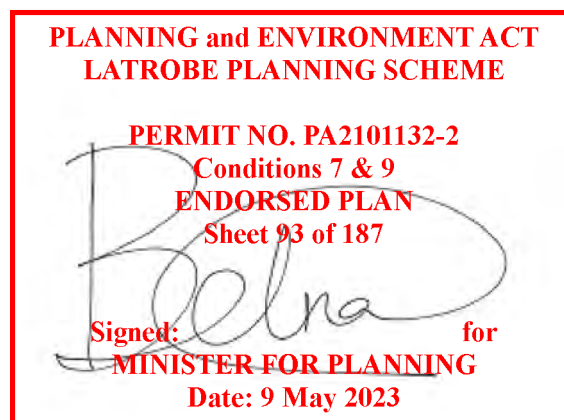 PLANNING and ENVIRONMENT ACT
LATROBE PLANNING SCHEME
PERMIT NO. PA2101132-2
Conditions 7 & 9
ENDORSED PLAN
Sheet 93 of 187
Signed: for
MINISTER FOR PLANNING
Date: 9 May 2023